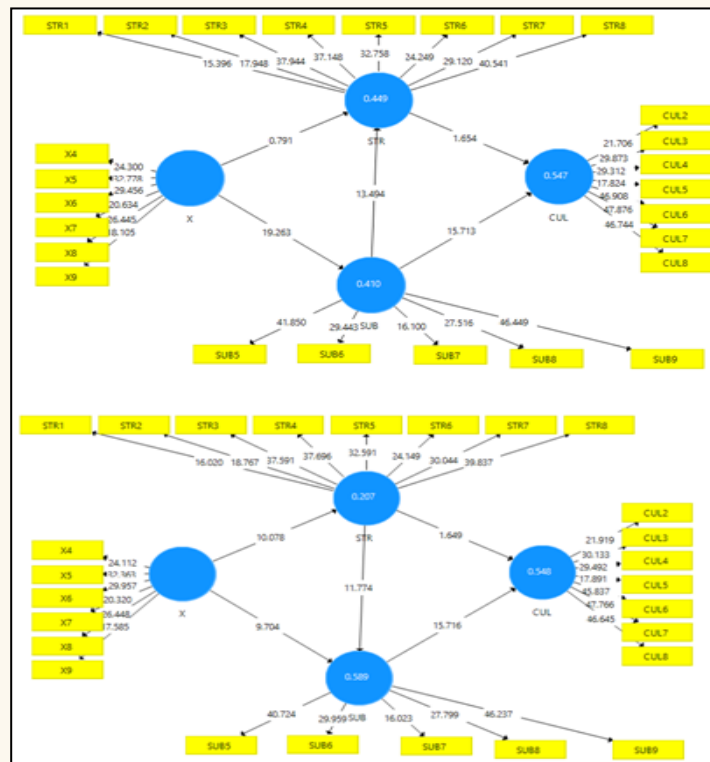 STR1 STR2 STR3 STR4 STR5 STR6 STR7 STR8
15.396 17.948 37.944 37.148 32.758 24.249 29.120 40.541
0.449
STR
0.791
1.654
X4
X5
X6
X7
X8
X9
24.300
32.778
29.456
20.634
26.445
18.105
X
13.494
0.547
CUL
21.706
29.873
29.312
17.824
46.908
47.876
46.744
CUL2
CUL3
CUL4
CUL5
CUL6
CUL7
CUL8
19.263
15.713
0.410
SUB
41.850 29.443 16.100 27.516 46.449
SUB5 SUB6 SUB7 SUB8 SUB9
STR1 STR2 STR3 STR4 STR5 STR6 STR7 STR8
16.020 18.767 37.591 37.696 32.591 24.149 30.044 39.837
0.207
STR
10.078
1.649
X4
X5
X6
X7
X8
X9
24.112
32.363
29.957
20.320
26.448
17.585
X
11.774
0.548
CUL
21.919
30.133
29.492
17.891
45.837
47.766
46.645
CUL2
CUL3
CUL4
CUL5
CUL6
CUL7
CUL8
9.704
15.716
0.589
SUB
40.724 29.959 16.023 27.799 46.237
SUB5 SUB6 SUB7 SUB8 SUB9